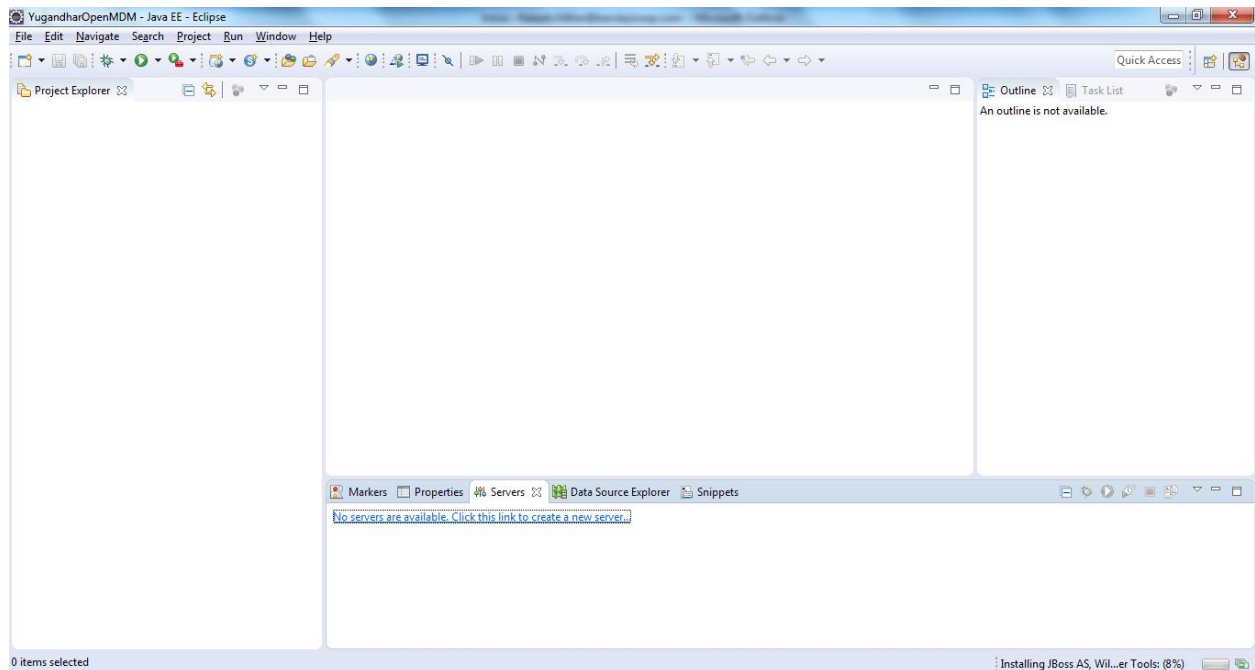 YugandharOpenMDM - Java EE - Eclipse
File Edit Navigate Search Project Run Window Help
Quick Access
Project Explorer
Outline Task List
An outline is not available.
Markers Properties Servers Data Source Explorer Snippets
No servers are available. Click this link to create a new server...
0 items selected
Installing JBoss AS, Wil...er Tools: (8%)